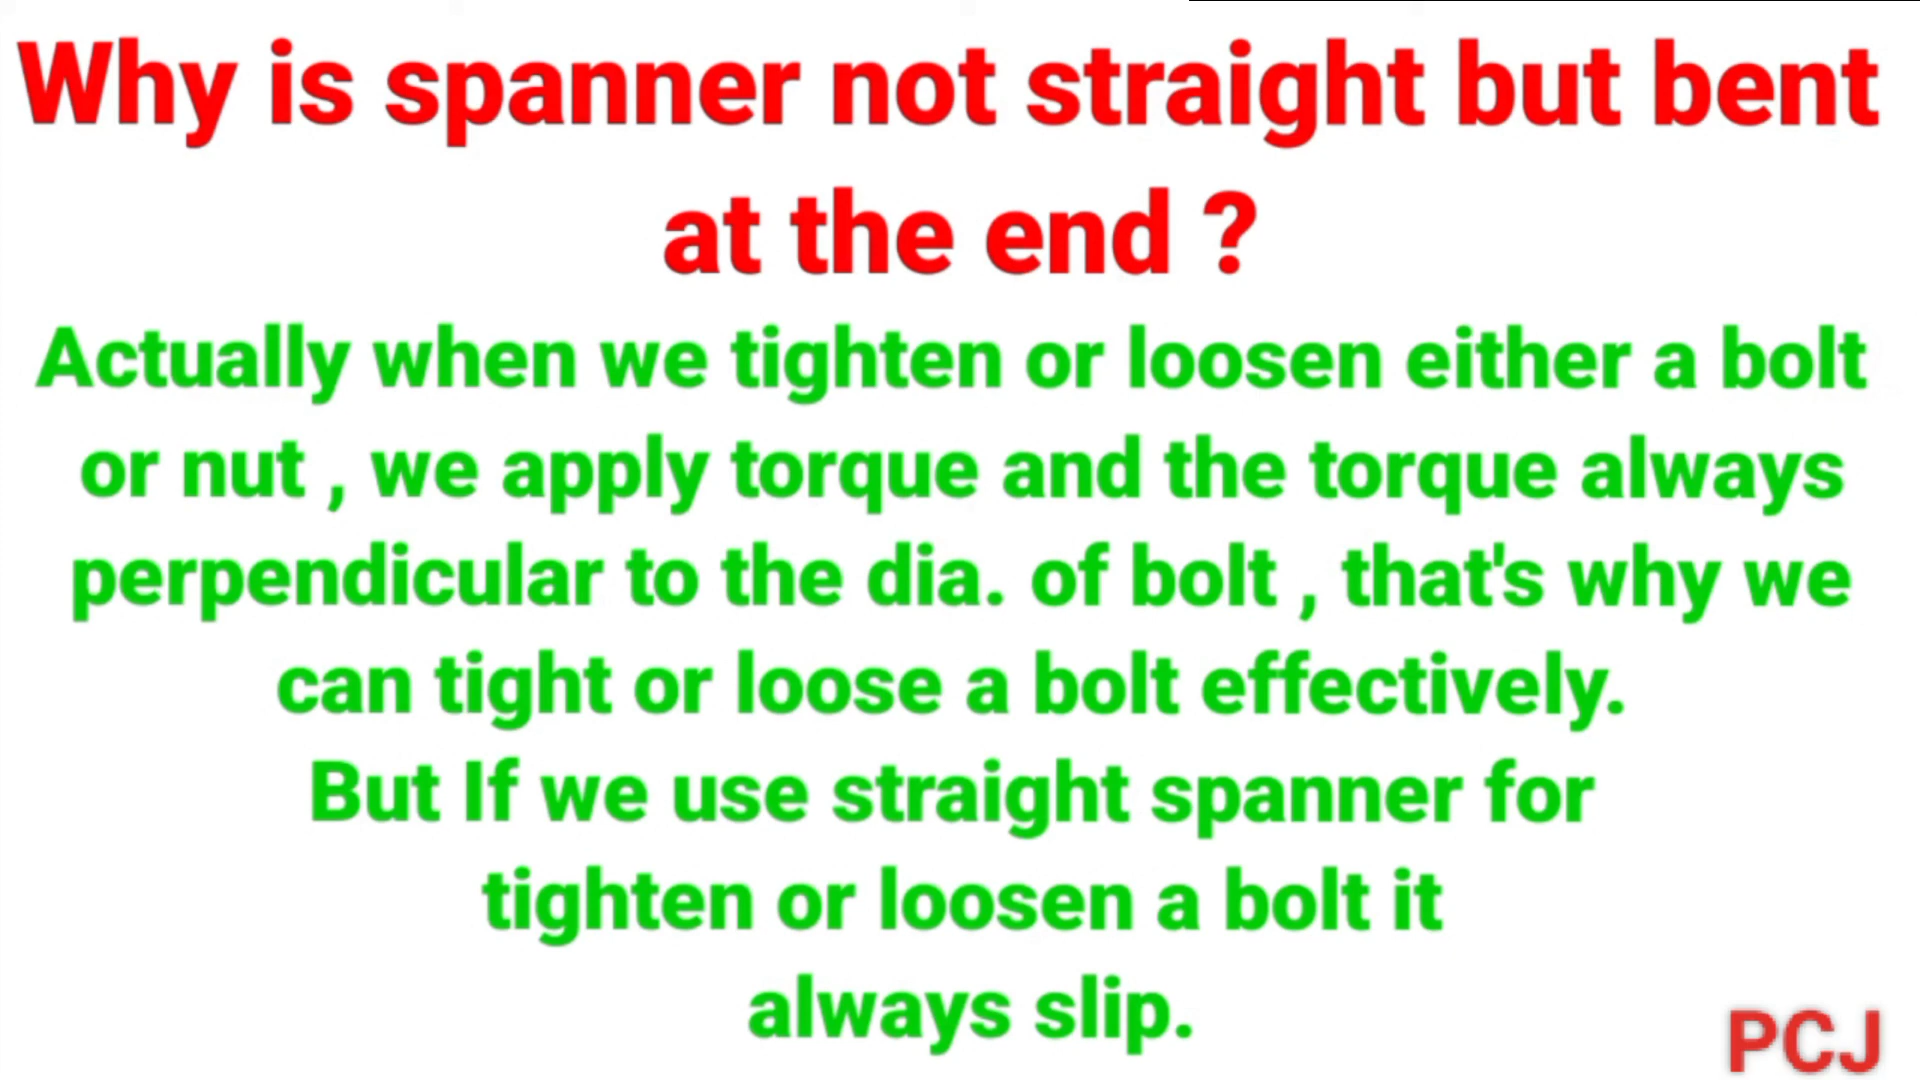 Why is spanner not straight but bent
at the end ?
Actually when we tighten or loosen either a bolt
or nut , we apply torque and the torque always
perpendicular to the dia. of bolt , that's why we
can tight or loose a bolt effectively.
But If we use straight spanner for
tighten or loosen a bolt it
always slip.
PCJ